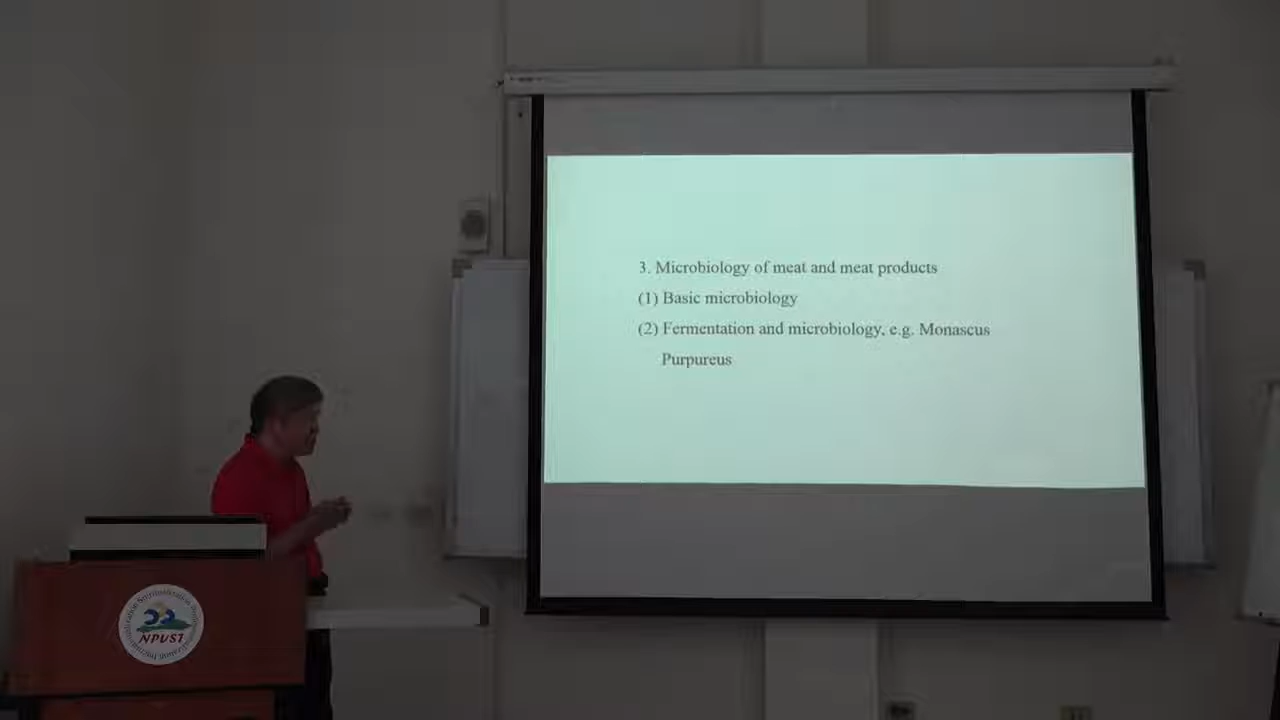 3. Microbiology of meat and meat products
(1) Basic microbiology
(2) Fermentation and microbiology, e.g. Monascus
Purpureus
NPUST